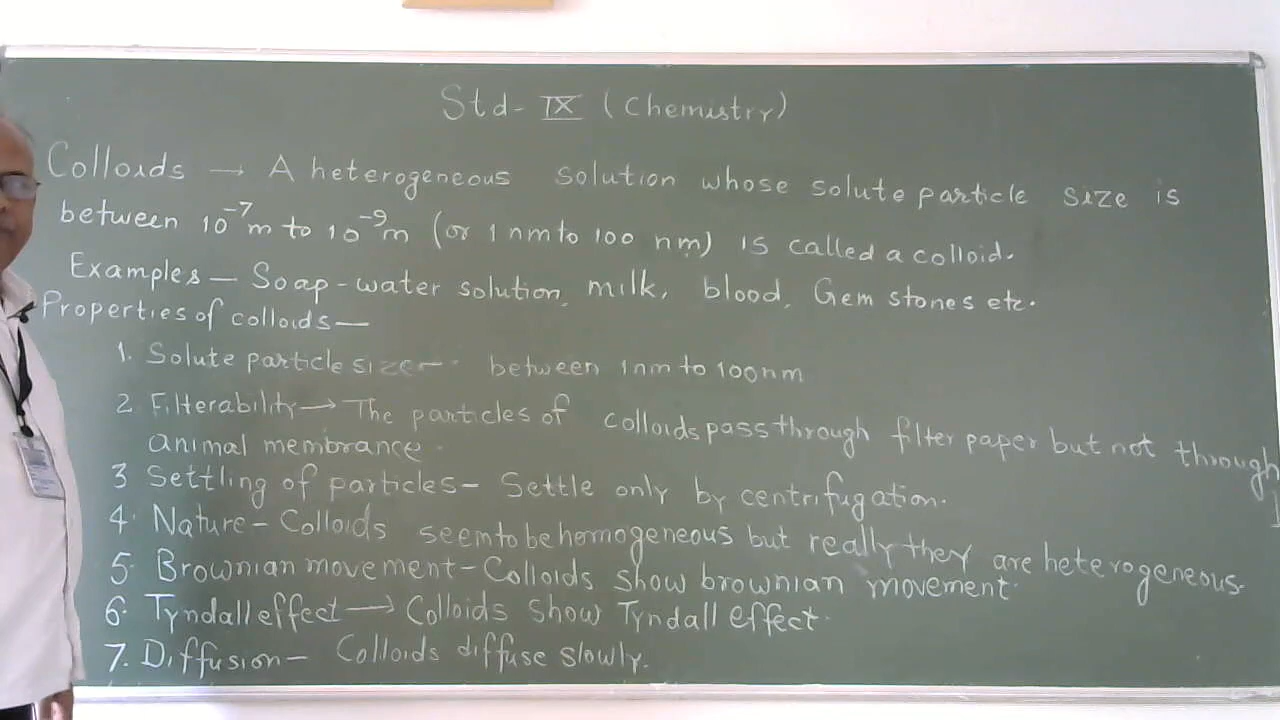 Std- IX (Chemistry)
Colloids → A heterogeneous solution whose solute particle size is
between 10⁻⁷m to 10⁻⁹m (or 1 nm to 100 nm) is called a colloid.
Examples – Soap-water solution, milk, blood, Gem stones etc.
Properties of colloids —
1. Solute particle size - between 1nm to 100nm
2 Filterability → The particles of colloids pass through filter paper but not through
animal membrance.
3 Settling of particles – Settle only by centrifugation.
4. Nature – Colloids seem to be homogeneous but really they are heterogeneous.
5. Brownian movement – Colloids show brownian movement.
6. Tyndall effect → Colloids show Tyndall effect.
7. Diffusion – Colloids diffuse slowly.